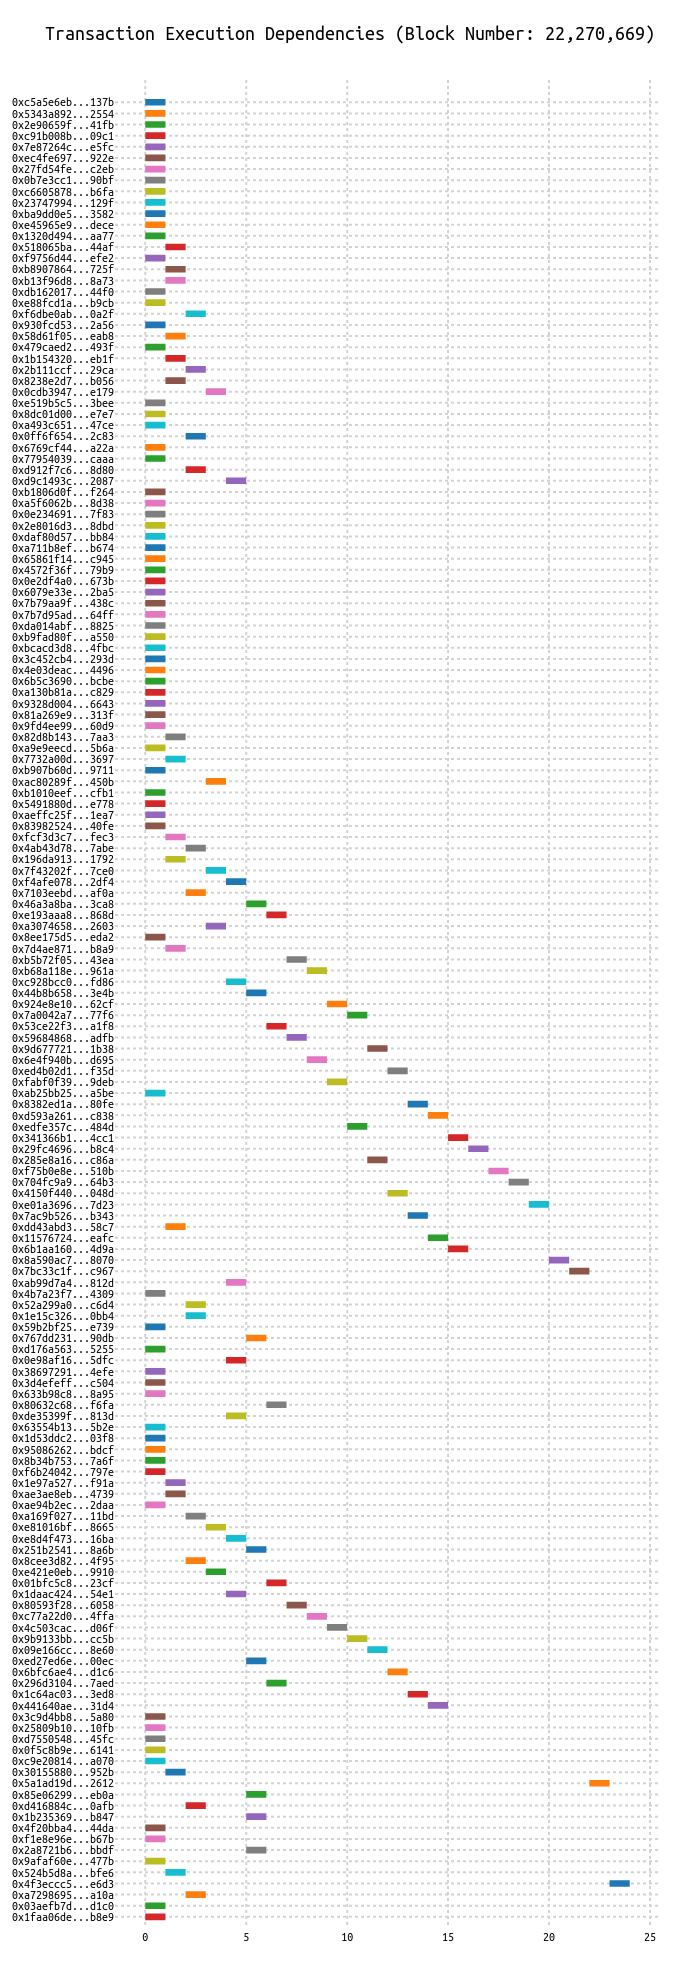 Transaction Execution Dependencies (Block Number: 22,270,669)
0xc5a5e6eb...137b
0x5343a892...2554
0x2e90659f...41fb
0xc91b008b...09c1
0x7e87264c...e5fc
0xec4fe697...922e
0x27fd54fe...c2eb
0x0b7e3cc1...90bf
0xc6605878...b6fa
0x23747994...129f
0xba9dd0e5...3582
0xe45965e9...dece
0x1320d494...aa77
0x518065ba...44af
0xf9756d44...efe2
0xb8907864...725f
0xb13f96d8...8a73
0xdb162017...44f0
0xe88fcd1a...b9cb
0xf6dbe0ab...0a2f
0x930fcd53...2a56
0x58d61f05...eab8
0x479caed2...493f
0x1b154320...eb1f
0x2b111ccf...29ca
0x8238e2d7...b056
0x0cdb3947...e179
0xe519b5c5...3bee
0x8dc01d00...e7e7
0xa493c651...47ce
0x0ff6f654...2c83
0x6769cf44...a22a
0x77954039...caaa
0xd912f7c6...8d80
0xd9c1493c...2087
0xb1806d0f...f264
0xa5f6062b...8d38
0x0e234691...7f83
0x2e8016d3...8dbd
0xdaf80d57...bb84
0xa711b8ef...b674
0x65861f14...c945
0x4572f36f...79b9
0x0e2df4a0...673b
0x6079e33e...2ba5
0x7b79aa9f...438c
0x7b7d95ad...64ff
0xda014abf...8825
0xb9fad80f...a550
0xbcacd3d8...4fbc
0x3c452cb4...293d
0x4e03deac...4496
0x6b5c3690...bcbe
0xa130b81a...c829
0x9328d004...6643
0x81a269e9...313f
0x9fd4ee99...60d9
0x82d8b143...7aa3
0xa9e9eecd...5b6a
0x7732a00d...3697
0xb907b60d...9711
0xac80289f...450b
0xb1010eef...cfb1
0x5491880d...e778
0xaeffc25f...1ea7
0x83982524...40fe
0xfcf3d3c7...fec3
0x4ab43d78...7abe
0x196da913...1792
0x7f43202f...7ce0
0xf4afe078...2df4
0x7103eebd...af0a
0x46a3a8ba...3ca8
0xe193aaa8...868d
0xa3074658...2603
0x8ee175d5...eda2
0x7d4ae871...b8a9
0xb5b72f05...43ea
0xb68a118e...961a
0xc928bcc0...fd86
0x44b8b658...3e4b
0x924e8e10...62cf
0x7a0042a7...77f6
0x53ce22f3...a1f8
0x59684868...adfb
0x9d677721...1b38
0x6e4f940b...d695
0xed4b02d1...f35d
0xfabf0f39...9deb
0xab25bb25...a5be
0x8382ed1a...80fe
0xd593a261...c838
0xedfe357c...484d
0x341366b1...4cc1
0x29fc4696...b8c4
0x285e8a16...c86a
0xf75b0e8e...510b
0x704fc9a9...64b3
0x4150f440...048d
0xe01a3696...7d23
0x7ac9b526...b343
0xdd43abd3...58c7
0x11576724...eafc
0x6b1aa160...4d9a
0x8a590ac7...8070
0x7bc33c1f...c967
0xab99d7a4...812d
0x4b7a23f7...4309
0x52a299a0...c6d4
0x1e15c326...0bb4
0x59b2bf25...e739
0x767dd231...90db
0xd176a563...5255
0x0e98af16...5dfc
0x38697291...4efe
0x3d4efeff...c504
0x633b98c8...8a95
0x80632c68...f6fa
0xde35399f...813d
0x63554b13...5b2e
0x1d53ddc2...03f8
0x95086262...bdcf
0x8b34b753...7a6f
0xf6b24042...797e
0x1e97a527...f91a
0xae3ae8eb...4739
0xae94b2ec...2daa
0xa169f027...11bd
0xe81016bf...8665
0xe8d4f473...16ba
0x251b2541...8a6b
0x8cee3d82...4f95
0xe421e0eb...9910
0x01bfc5c8...23cf
0x1daac424...54e1
0x80593f28...6058
0xc77a22d0...4ffa
0x4c503cac...d06f
0x9b9133bb...cc5b
0x09e166cc...8e60
0xed27ed6e...00ec
0x6bfc6ae4...d1c6
0x296d3104...7aed
0x1c64ac03...3ed8
0x441640ae...31d4
0x3c9d4bb8...5a80
0x25809b10...10fb
0xd7550548...45fc
0x0f5c8b9e...6141
0xc9e20814...a070
0x30155880...952b
0x5a1ad19d...2612
0x85e06299...eb0a
0xd416884c...0afb
0x1b235369...b847
0x4f20bba4...44da
0xf1e8e96e...b67b
0x2a8721b6...bbdf
0x9afaf60e...477b
0x524b5d8a...bfe6
0x4f3eccc5...e6d3
0xa7298695...a10a
0x03aefb7d...d1c0
0x1faa06de...b8e9
0 5 10 15 20 25